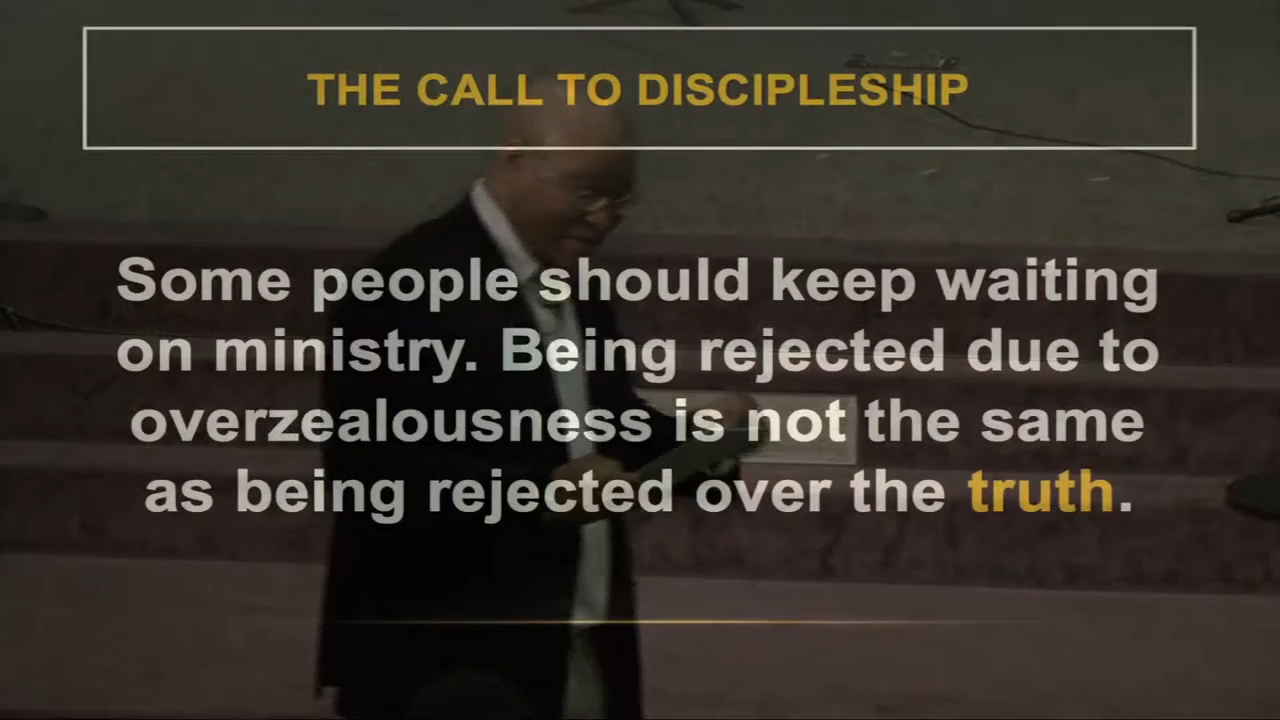 THE CALL TO DISCIPLESHIP
Some people should keep waiting
on ministry. Being rejected due to
overzealousness is not the same
as being rejected over the truth.